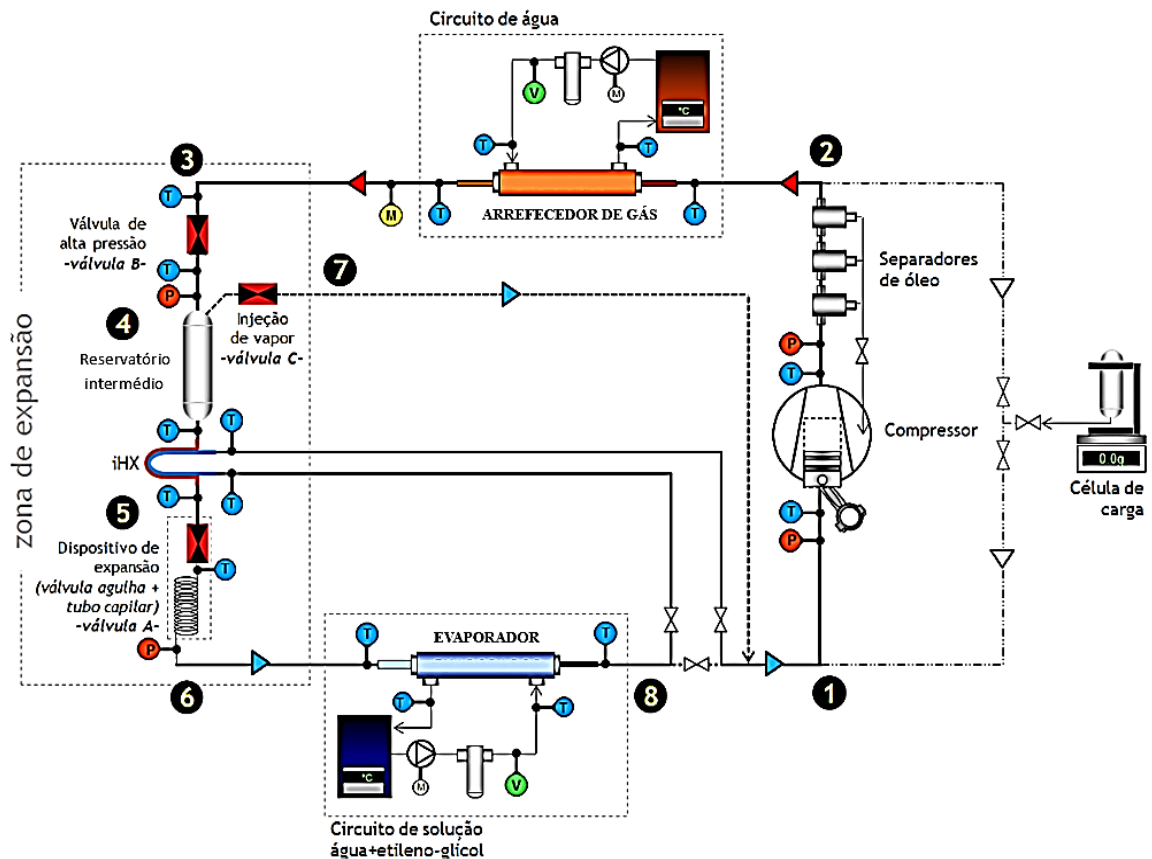 Circuito de água
V
M
°C
T
T
3
2
T
T
T
M
ARREFECEDOR DE GÁS
Válvula de
alta pressão
-válvula B-
T
P
7
Separadores
de óleo
4
Injeção
de vapor
-válvula C-
Reservatório
intermédio
P
T
zona de expansão
T
T
Compressor
iHX
T
T
0.0g
Célula de
carga
5
T
P
Dispositivo de
expansão
(válvula agulha +
tubo capilar)
-válvula A-
T
P
T
EVAPORADOR
T
6
8
1
T
T
°C
M
V
Circuito de solução
água+etileno-glicol